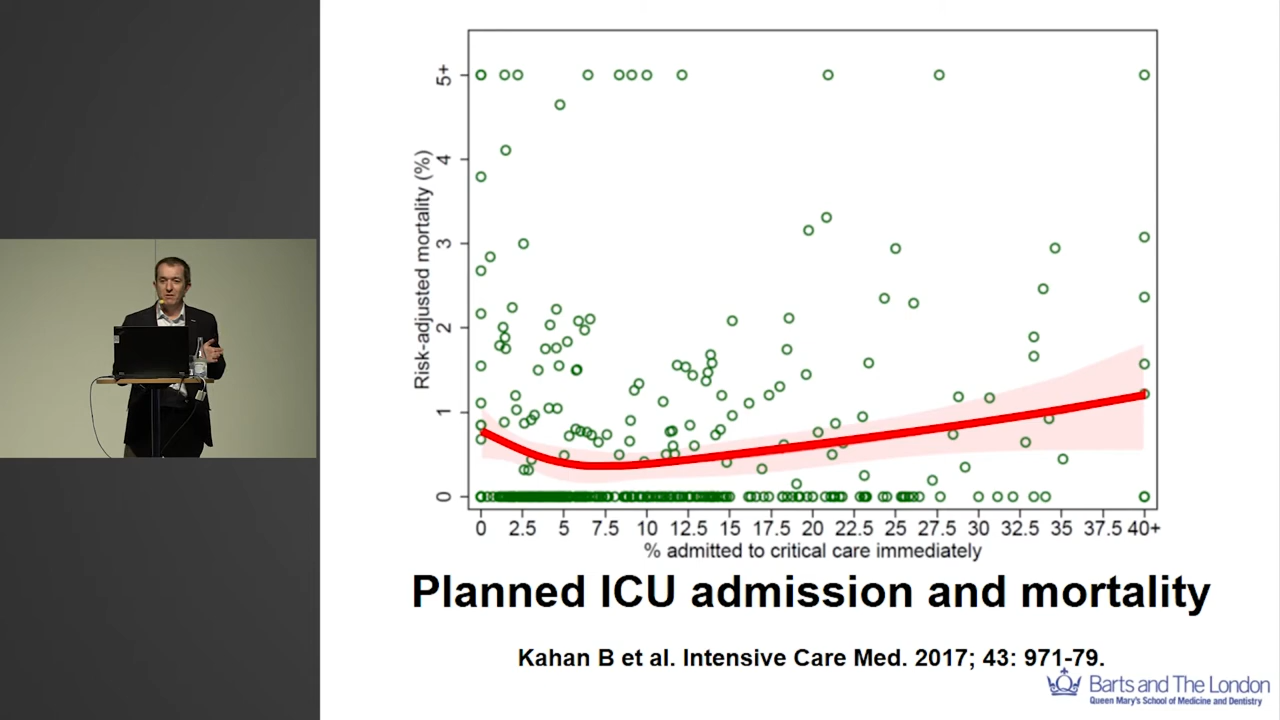 5+
4
3
2
1
0
Risk-adjusted mortality (%)
0 2.5 5 7.5 10 12.5 15 17.5 20 22.5 25 27.5 30 32.5 35 37.5 40+
% admitted to critical care immediately
Planned ICU admission and mortality
Kahan B et al. Intensive Care Med. 2017; 43: 971-79.
Barts and The London
Queen Mary's School of Medicine and Dentistry